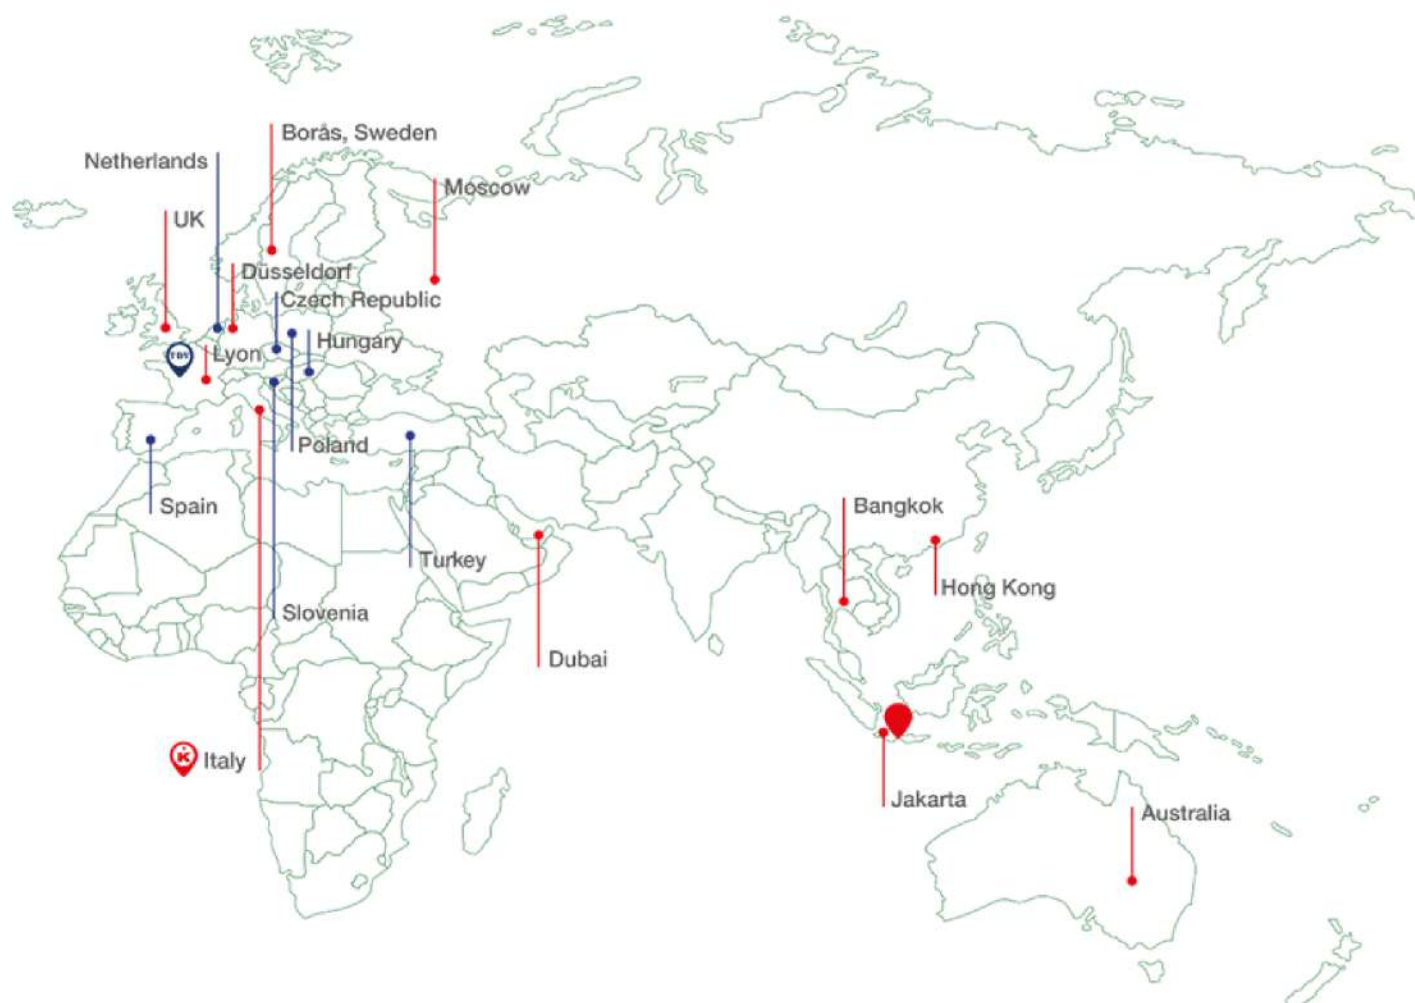 Borås, Sweden
Netherlands
Moscow
UK
Düsseldorf
Czech Republic
Hungary
Lyon
TDV
Poland
Spain
Bangkok
Turkey
Hong Kong
Slovenia
Dubai
K
Italy
Jakarta
Australia